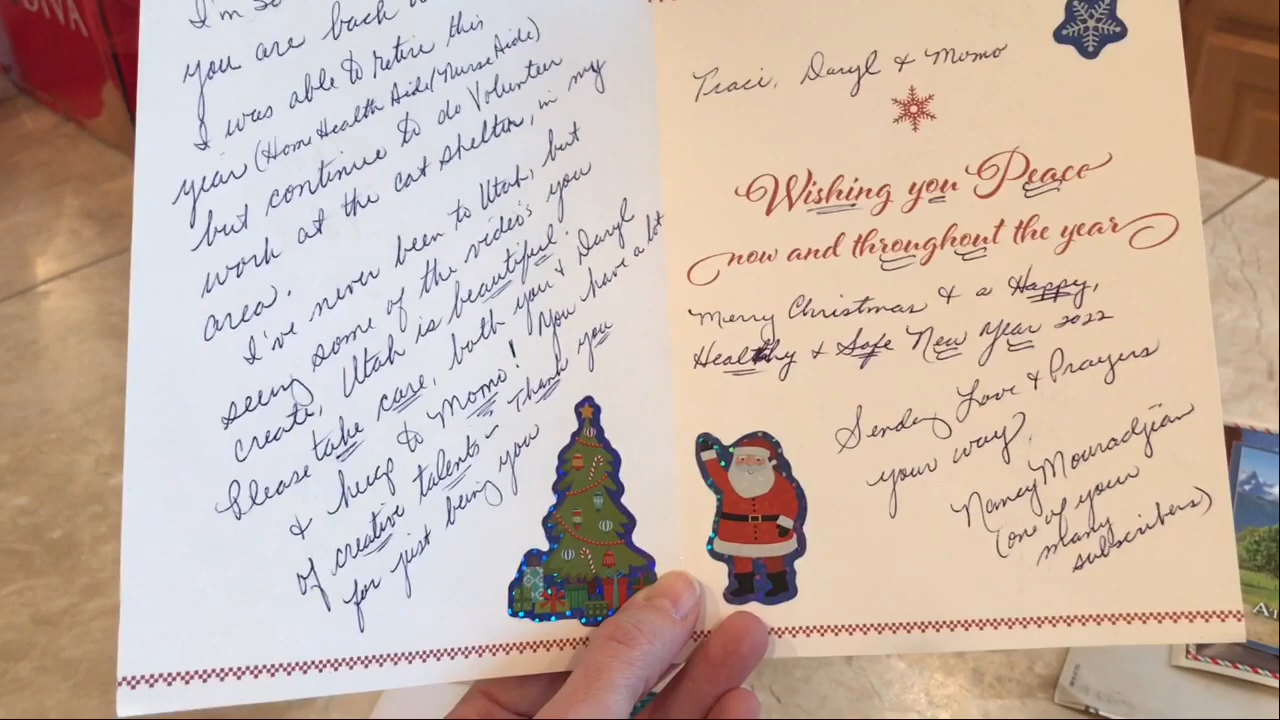 I'm so
you are back
I was able to retire this
year (Home Health Aide/Nurse Aide)
but continue to do Volunteer
work at the cat shelter, in my
area.
I've never been to Utah, but
seeing some of the video's you
create, Utah is beautiful.
Please take care, both you & Daryl
& hugs to Momo! You have a lot
of creative talents - Thank you
for just being you
Traci, Daryl & Momo
Wishing you Peace
now and throughout the year
Merry Christmas & a Happy,
Healthy & Safe New Year 2022
Sending Love & Prayers
your way.
Nancy Mouradjian
(one of your
many
subscribers)